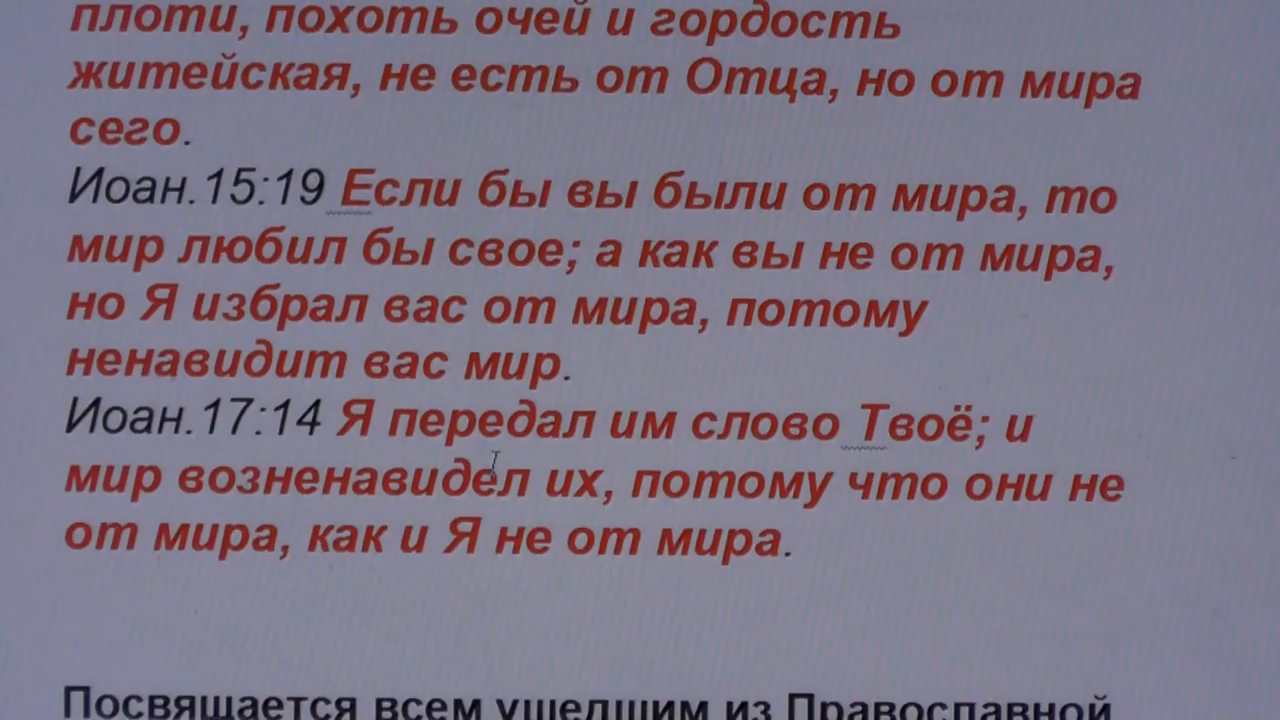 плоти, похоть очей и гордость
житейская, не есть от Отца, но от мира
сего.
Иоан.15:19 Если бы вы были от мира, то
мир любил бы свое; а как вы не от мира,
но Я избрал вас от мира, потому
ненавидит вас мир.
Иоан.17:14 Я передал им слово Твоё; и
мир возненавидел их, потому что они не
от мира, как и Я не от мира.
Посвящается всем ушедшим из Православной